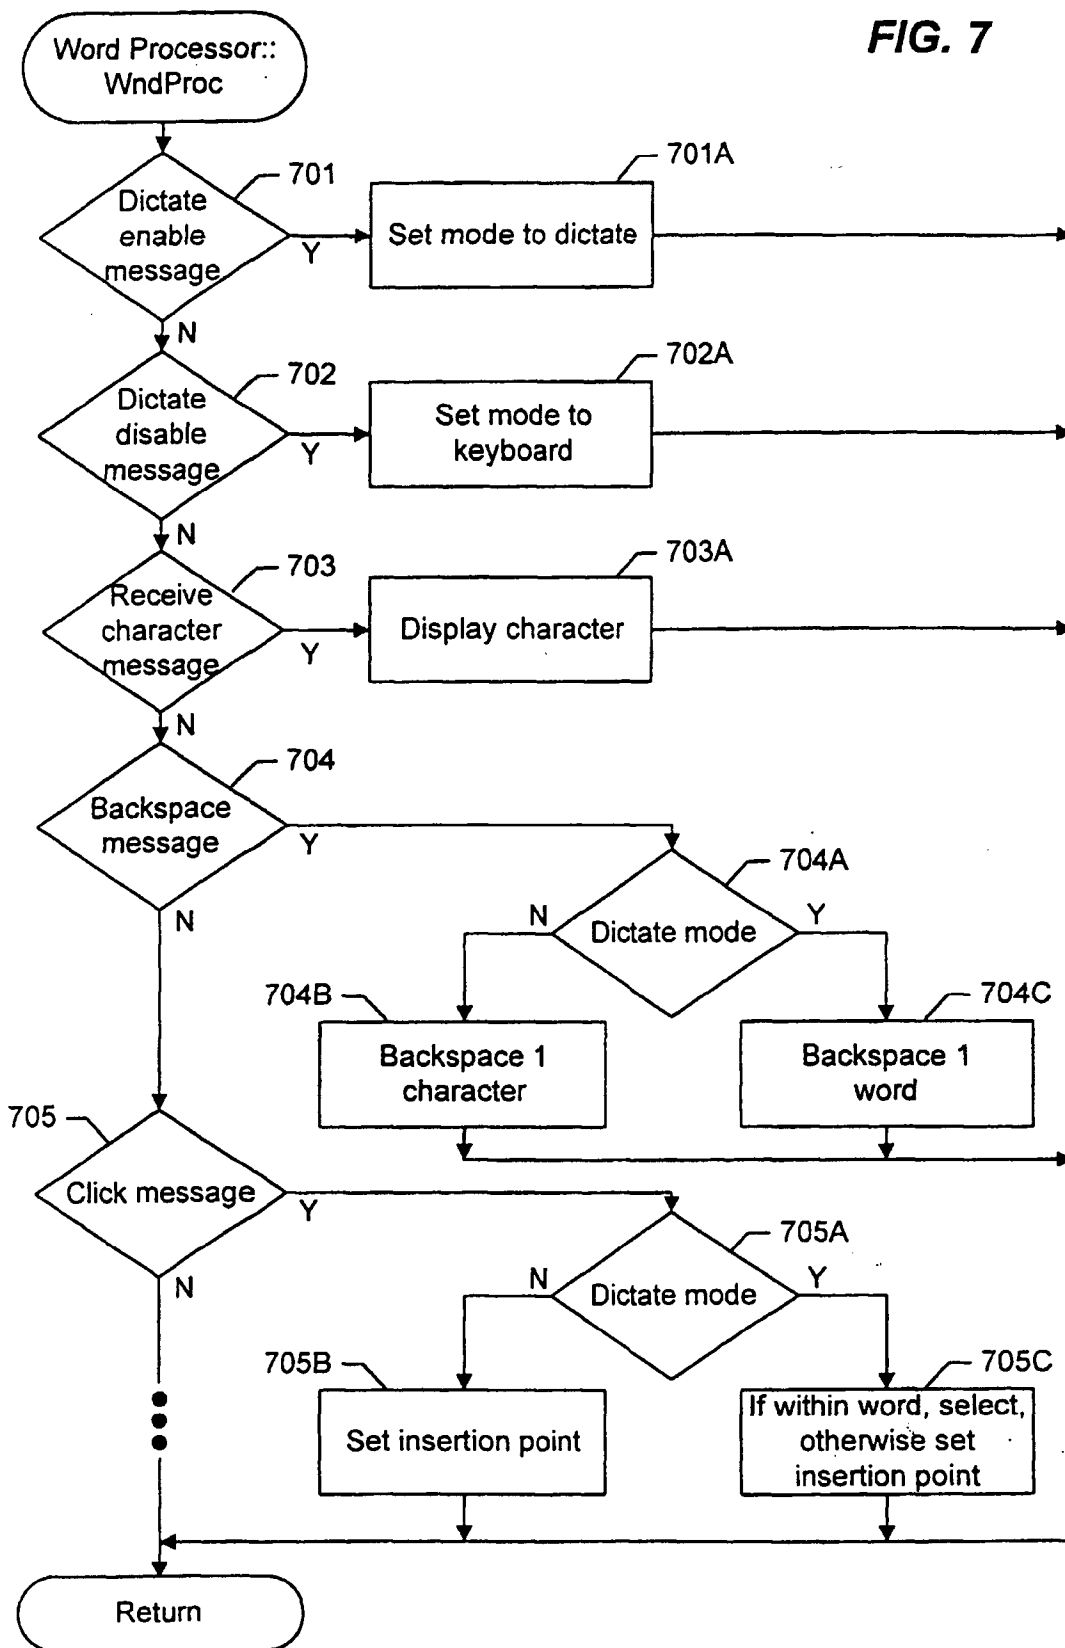 FIG. 7
Word Processor::
WndProc
701
Dictate
enable
message
Y
N
701A
Set mode to dictate
702
Dictate
disable
message
Y
N
702A
Set mode to
keyboard
703
Receive
character
message
Y
N
703A
Display character
704
Backspace
message
Y
N
704A
Dictate mode
N
Y
704B
Backspace 1
character
704C
Backspace 1
word
705
Click message
Y
N
705A
Dictate mode
N
Y
705B
Set insertion point
705C
If within word, select,
otherwise set
insertion point
Return